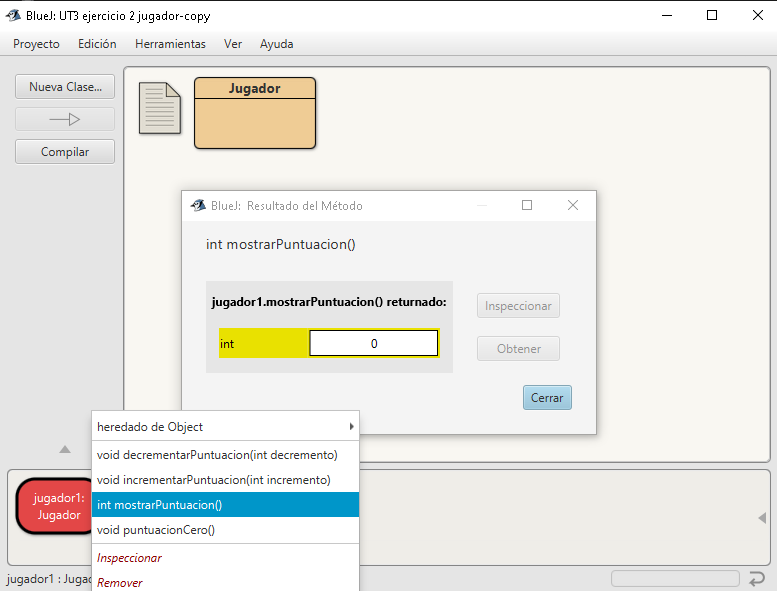 BlueJ: UT3 ejercicio 2 jugador-copy
Proyecto Edición Herramientas Ver Ayuda
Nueva Clase...
Compilar
Jugador
BlueJ: Resultado del Método
int mostrarPuntuacion()
jugador1.mostrarPuntuacion() returnado:
int 0
Inspeccionar
Obtener
Cerrar
heredado de Object
void decrementarPuntuacion(int decremento)
void incrementarPuntuacion(int incremento)
int mostrarPuntuacion()
void puntuacionCero()
Inspeccionar
Remover
jugador1:
Jugador
jugador1 : Jugad